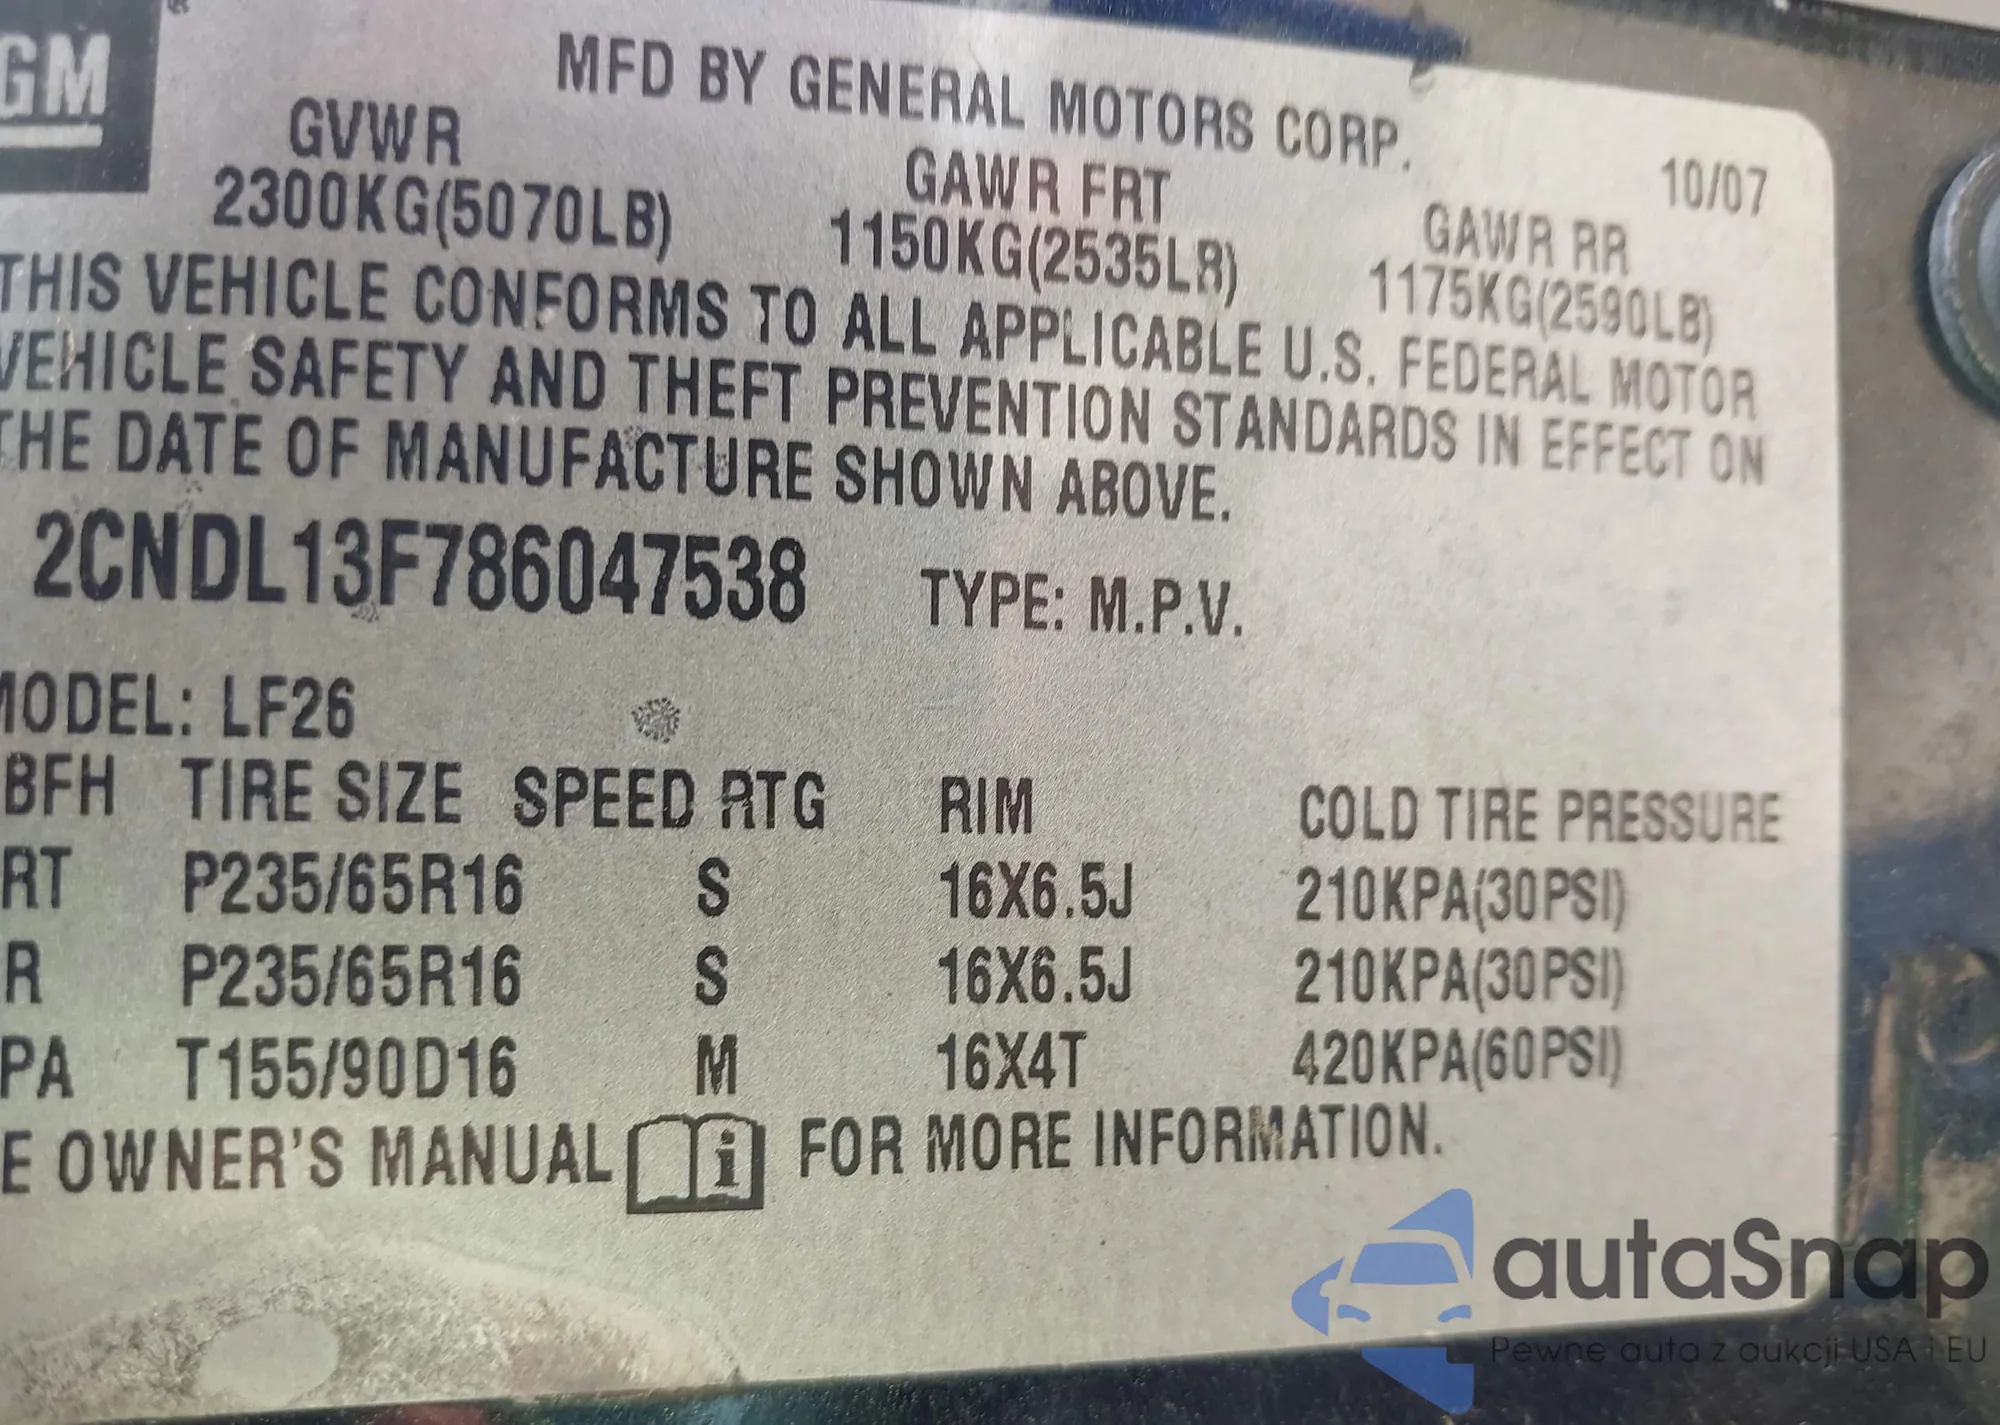 GM
MFD BY GENERAL MOTORS CORP.
10/07
GVWR
GAWR FRT
GAWR RR
2300KG(5070LB)
1150KG(2535LB)
1175KG(2590LB)
THIS VEHICLE CONFORMS TO ALL APPLICABLE U.S. FEDERAL MOTOR
VEHICLE SAFETY AND THEFT PREVENTION STANDARDS IN EFFECT ON
THE DATE OF MANUFACTURE SHOWN ABOVE.
2CNDL13F786047538 TYPE: M.P.V.
MODEL: LF26
BFH TIRE SIZE SPEED RTG RIM COLD TIRE PRESSURE
RT P235/65R16 S 16X6.5J 210KPA(30PSI)
R P235/65R16 S 16X6.5J 210KPA(30PSI)
PA T155/90D16 M 16X4T 420KPA(60PSI)
E OWNER'S MANUAL i FOR MORE INFORMATION.
autaSnap
Pewne auta z aukcji USA i EU